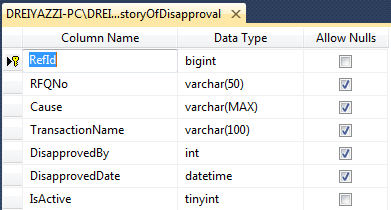 DREIYAZZI-PC\DREI...storyOfDisapproval
Column Name Data Type Allow Nulls
RefId bigint
RFQNo varchar(50)
Cause varchar(MAX)
TransactionName varchar(100)
DisapprovedBy int
DisapprovedDate datetime
IsActive tinyint